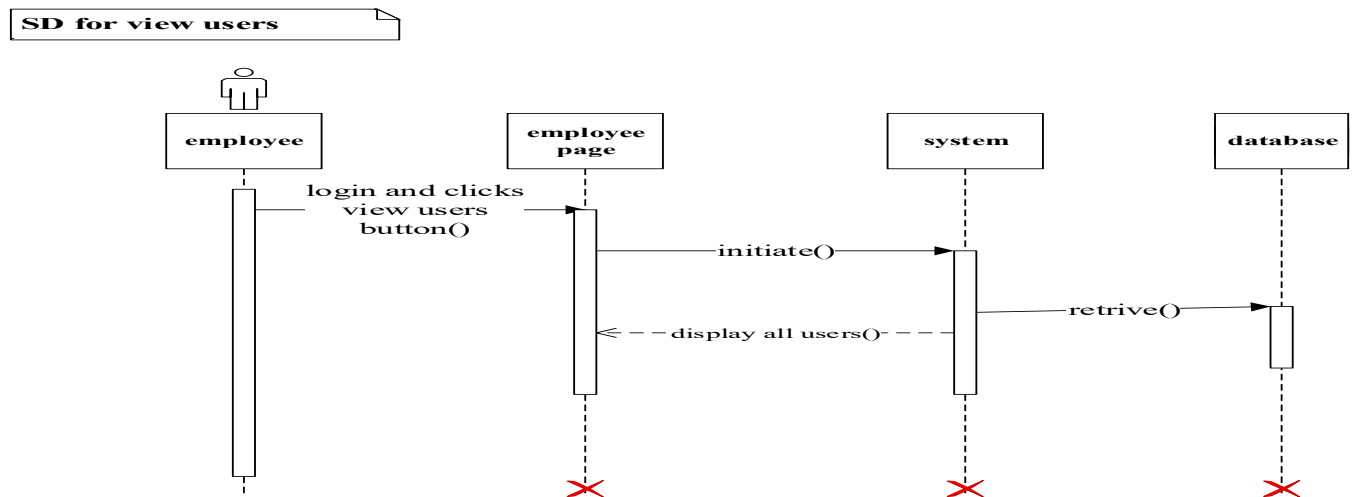 SD for view users
employee
employee
page
system
database
login and clicks
view users
button()
initiate()
retrive()
display all users()